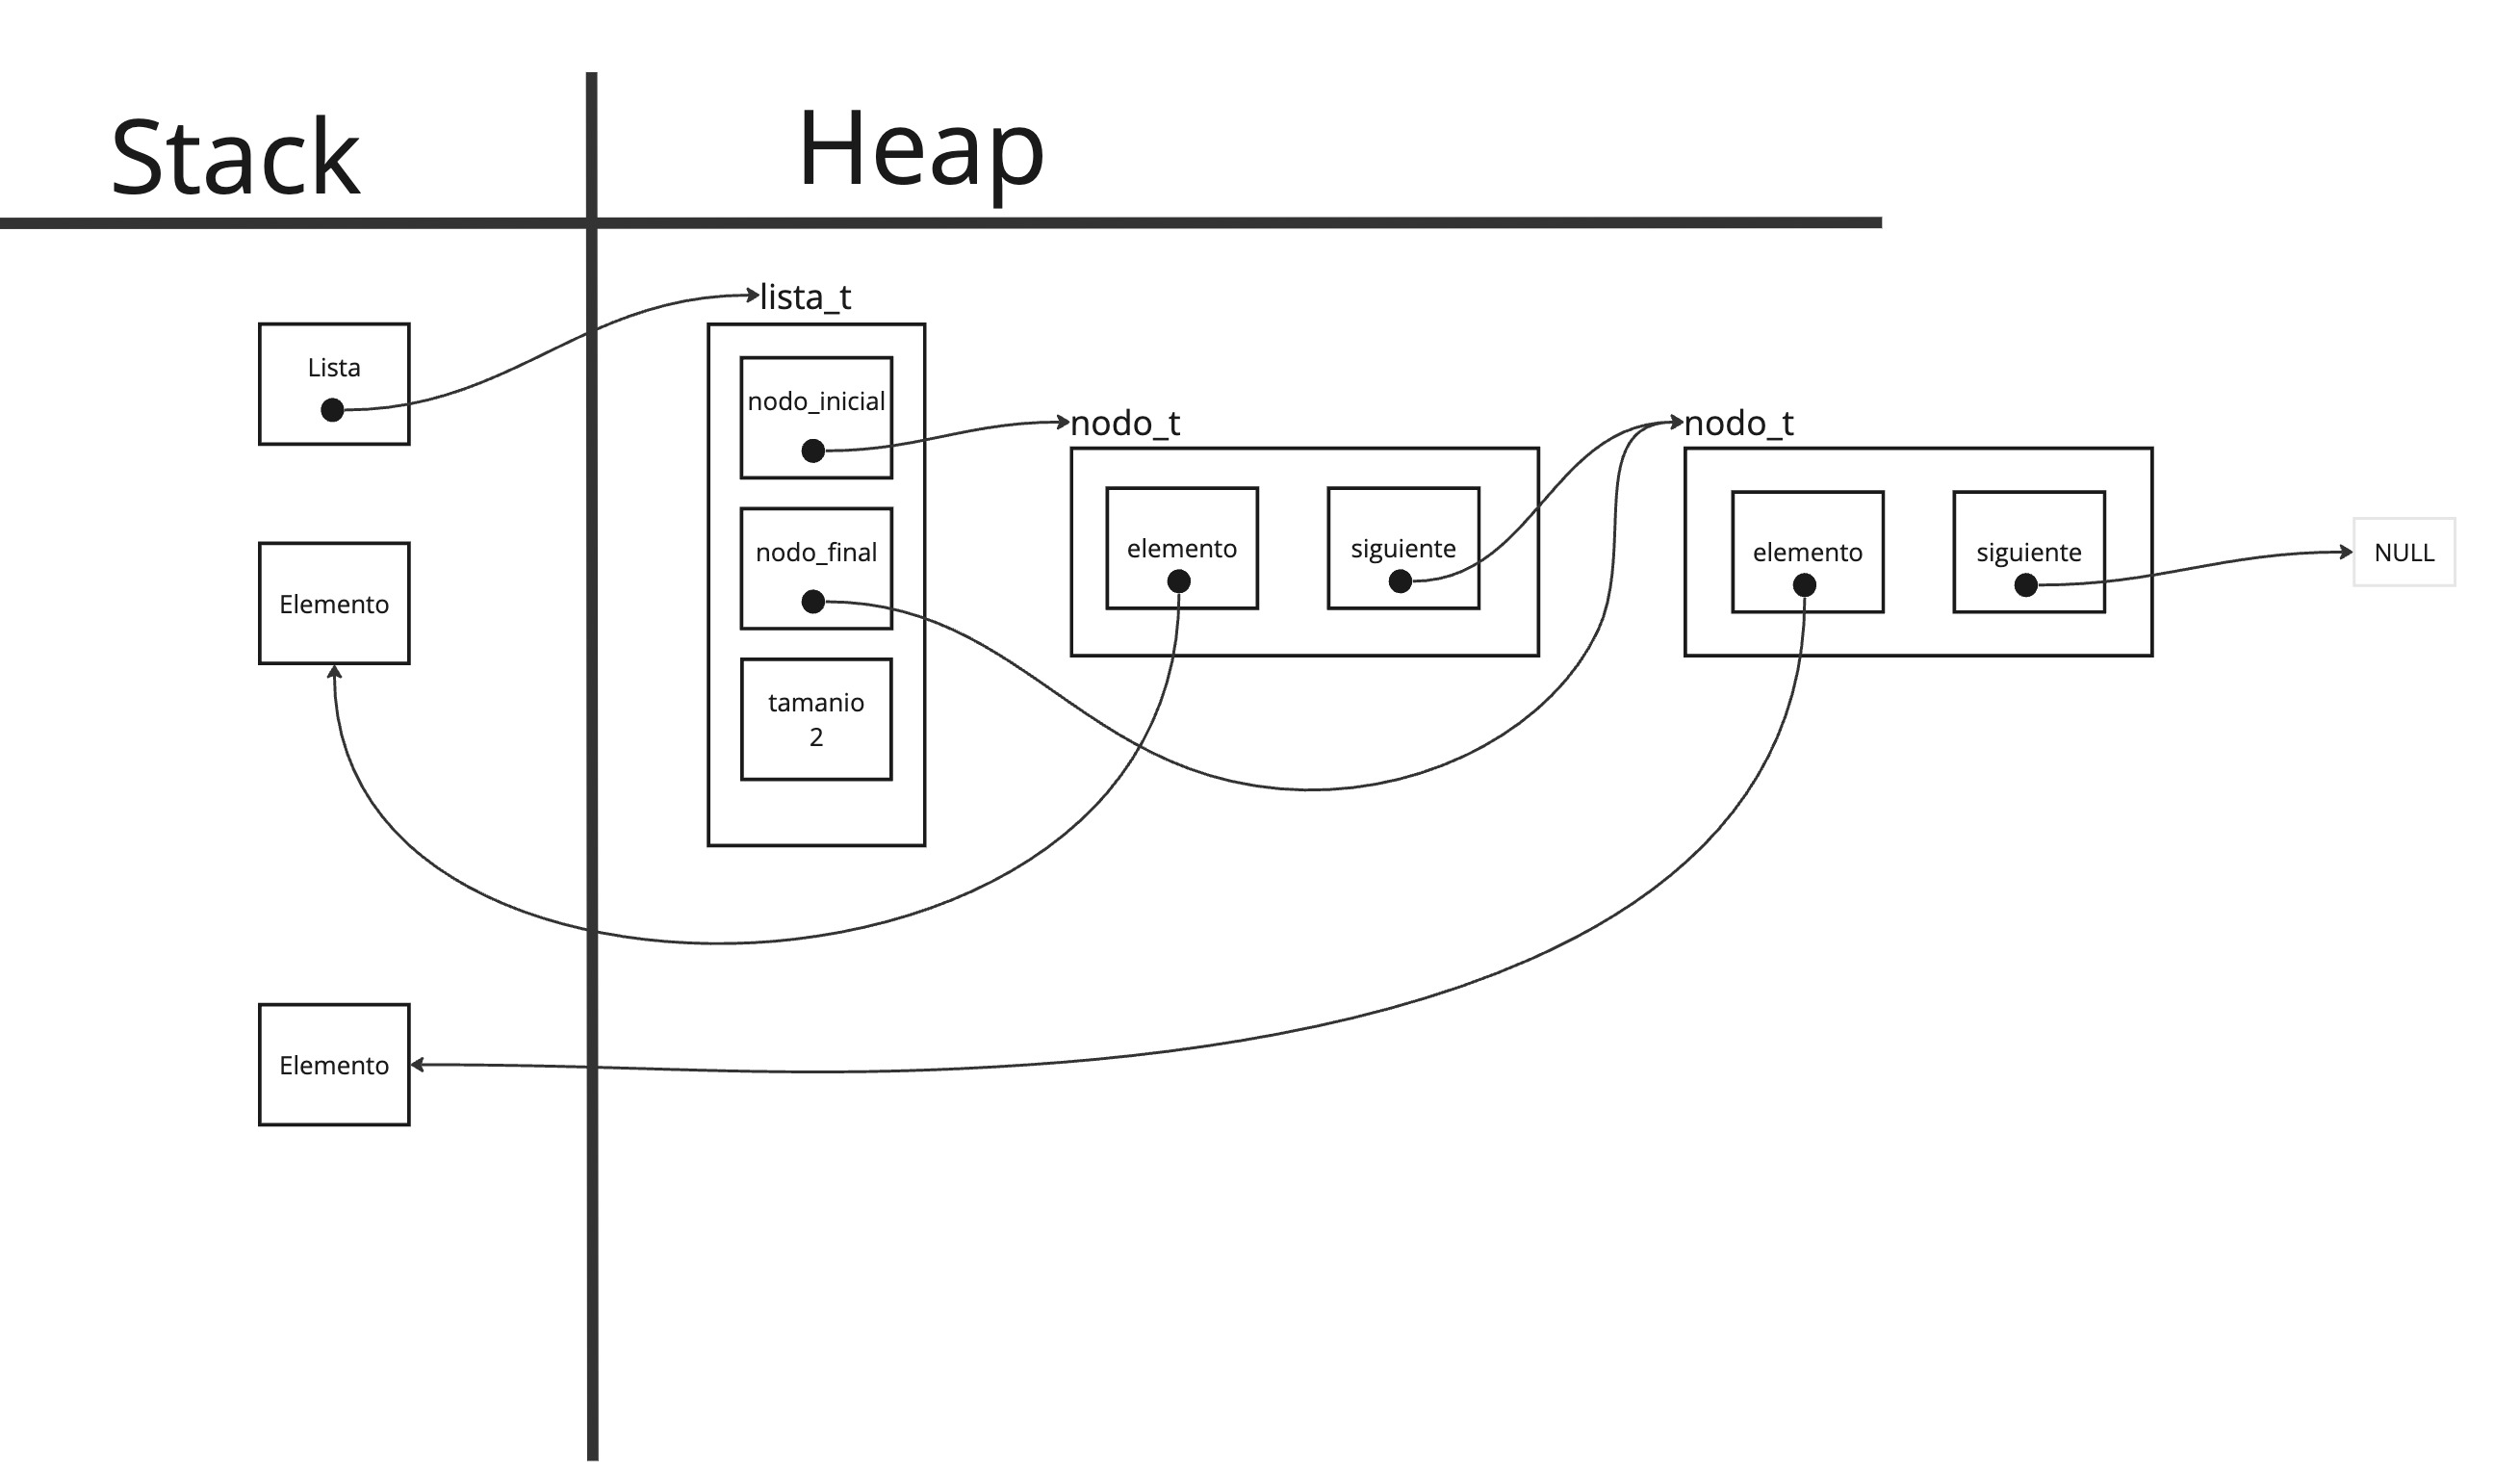 Stack
Heap
lista_t
Lista
nodo_inicial
nodo_t
nodo_t
nodo_final
elemento
siguiente
elemento
siguiente
NULL
Elemento
tamanio
2
Elemento